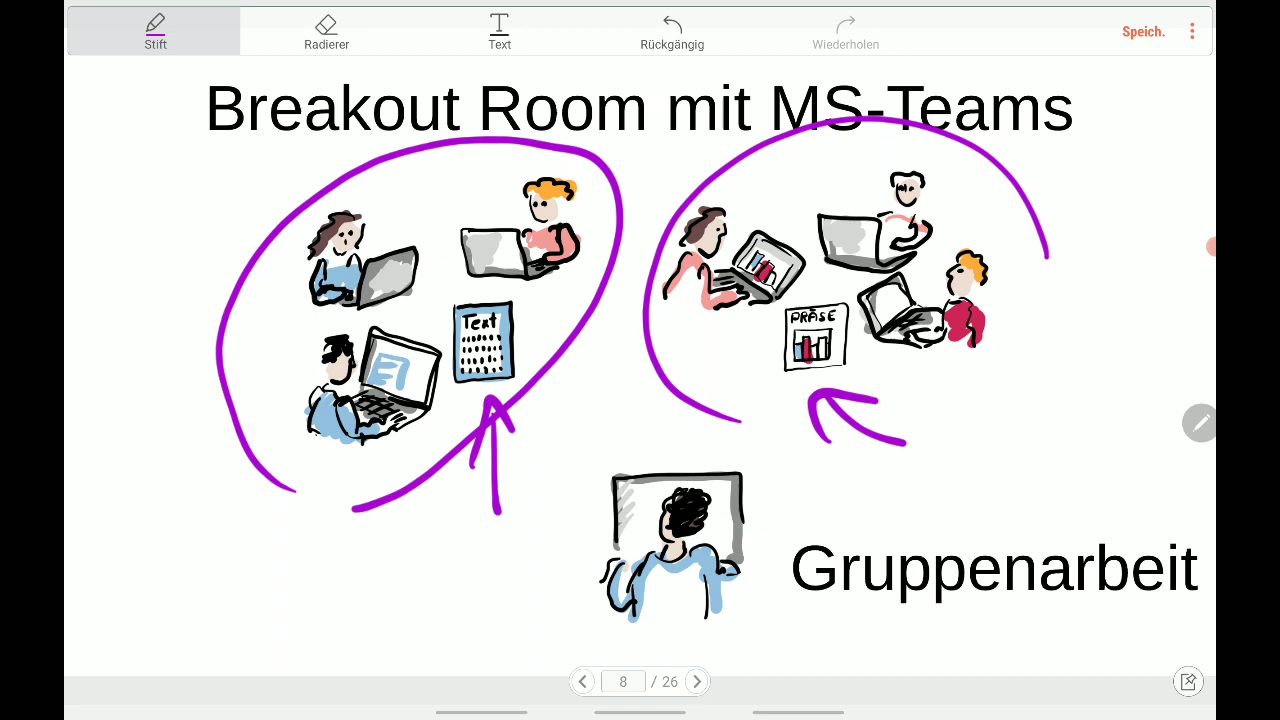 Stift
Radierer
Text
Rückgängig
Wiederholen
Speich.
Breakout Room mit MS-Teams
Text
PRÄSE
Gruppenarbeit
8 / 26